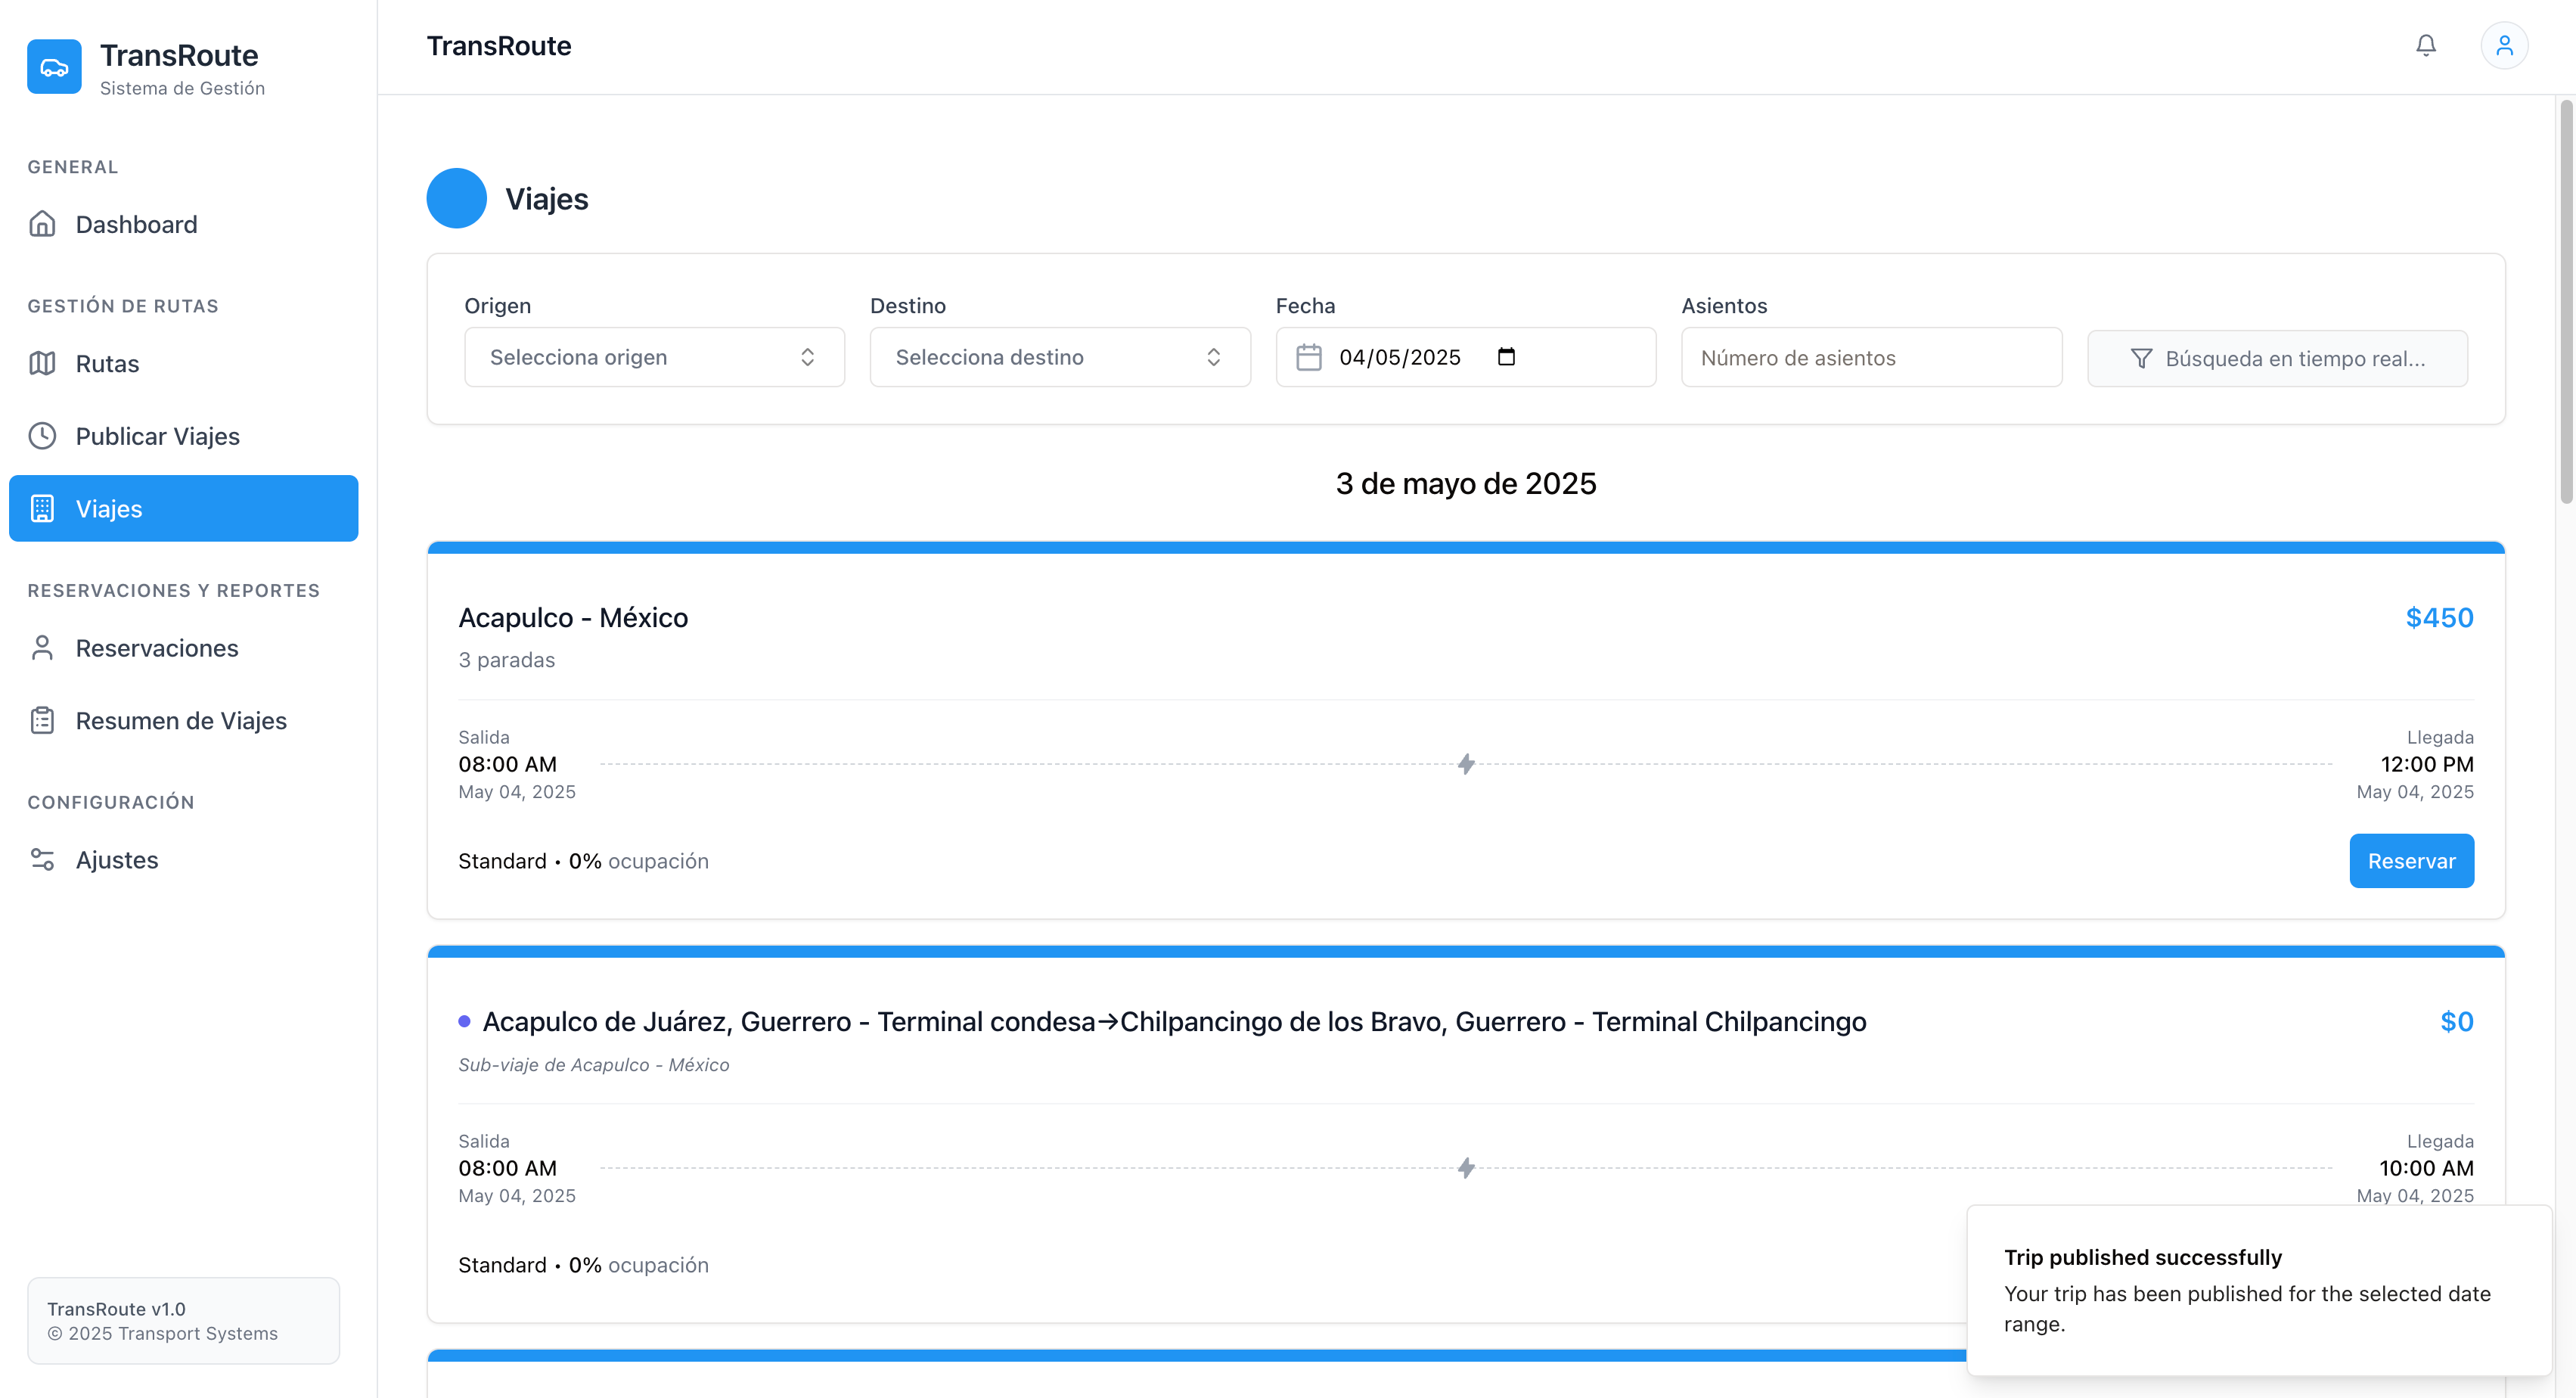 TransRoute
Sistema de Gestión
GENERAL
Dashboard
GESTIÓN DE RUTAS
Rutas
Publicar Viajes
Viajes
RESERVACIONES Y REPORTES
Reservaciones
Resumen de Viajes
CONFIGURACIÓN
Ajustes
TransRoute v1.0
© 2025 Transport Systems
TransRoute
Viajes
Origen
Selecciona origen
Destino
Selecciona destino
Fecha
04/05/2025
Asientos
Número de asientos
Búsqueda en tiempo real...
3 de mayo de 2025
Acapulco - México
$450
3 paradas
Salida
08:00 AM
May 04, 2025
Llegada
12:00 PM
May 04, 2025
Standard • 0% ocupación
Reservar
Acapulco de Juárez, Guerrero - Terminal condesa→Chilpancingo de los Bravo, Guerrero - Terminal Chilpancingo
$0
Sub-viaje de Acapulco - México
Salida
08:00 AM
May 04, 2025
Llegada
10:00 AM
May 04, 2025
Standard • 0% ocupación
Trip published successfully
Your trip has been published for the selected date
range.